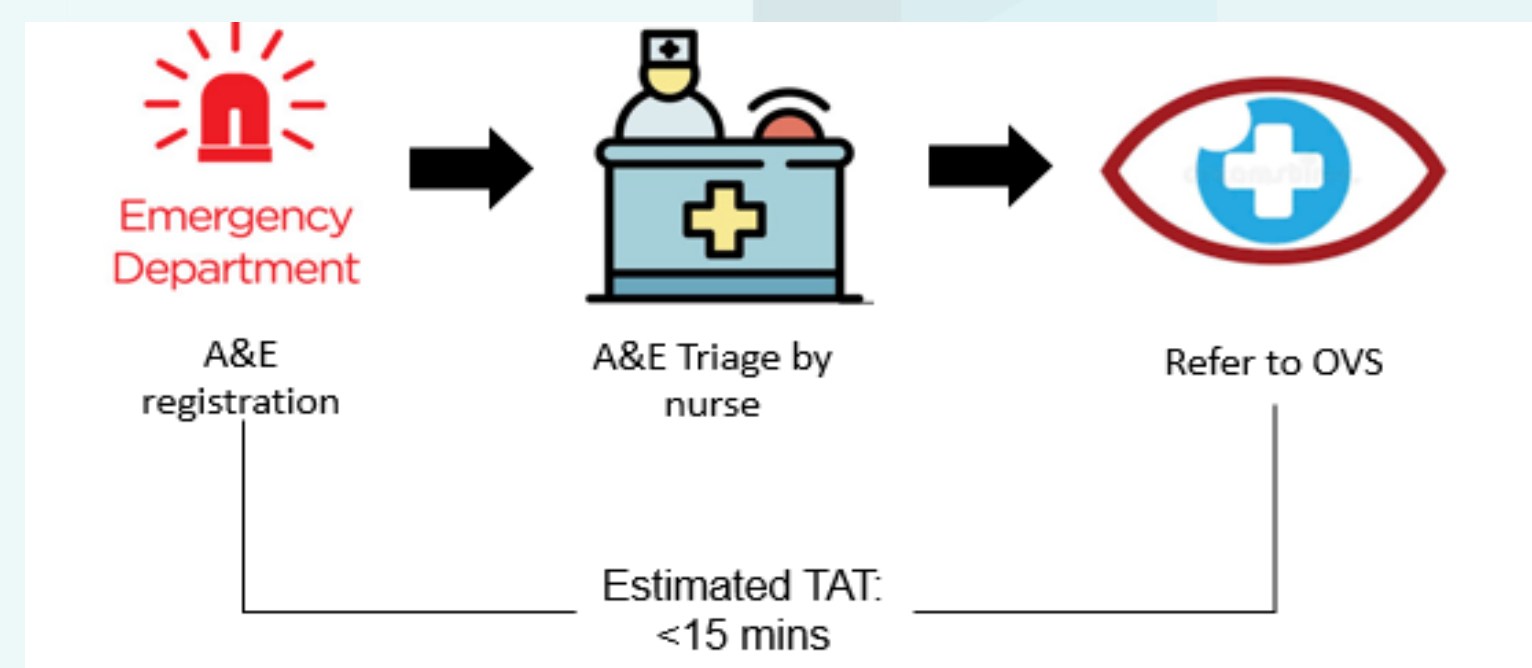 Emergency
Department
A&E
registration
A&E Triage by
nurse
Refer to OVS
Estimated TAT:
<15 mins